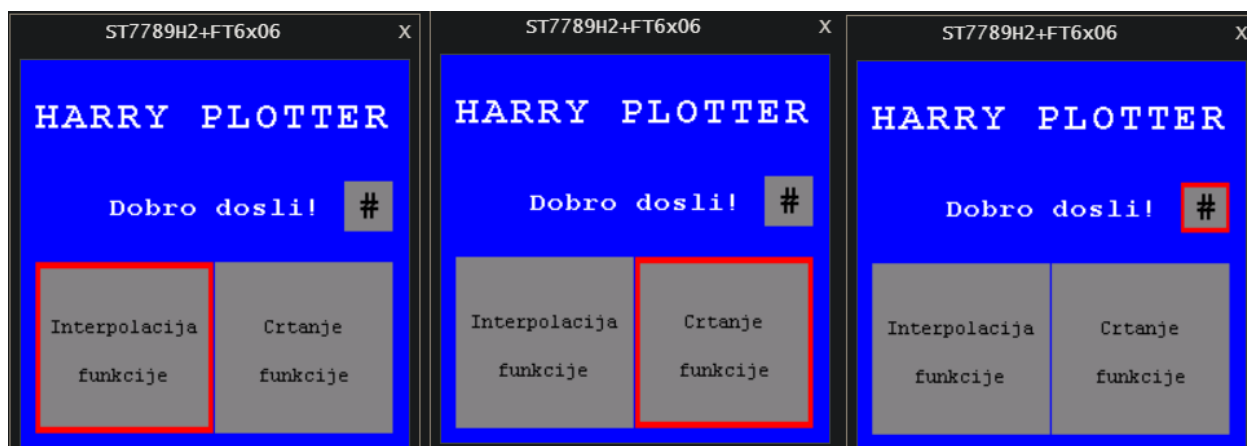 ST7789H2+FT6x06 X
HARRY PLOTTER
Dobro dosli! #
Interpolacija funkcije
Crtanje funkcije
ST7789H2+FT6x06 X
HARRY PLOTTER
Dobro dosli! #
Interpolacija funkcije
Crtanje funkcije
ST7789H2+FT6x06 X
HARRY PLOTTER
Dobro dosli! #
Interpolacija funkcije
Crtanje funkcije